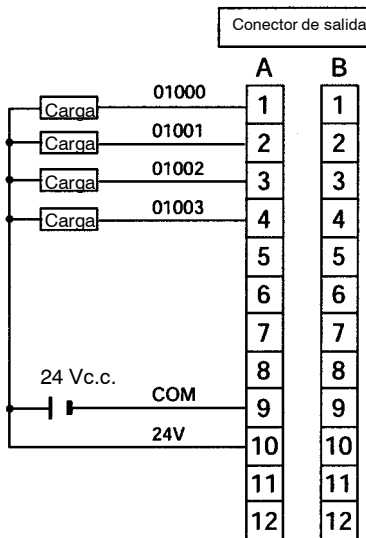 Conector de salida
A B
01000
Carga 1 1
01001
Carga 2 2
01002
Carga 3 3
01003
Carga 4 4
5 5
6 6
7 7
8 8
24 Vc.c.
COM
9 9
24V
10 10
11 11
12 12